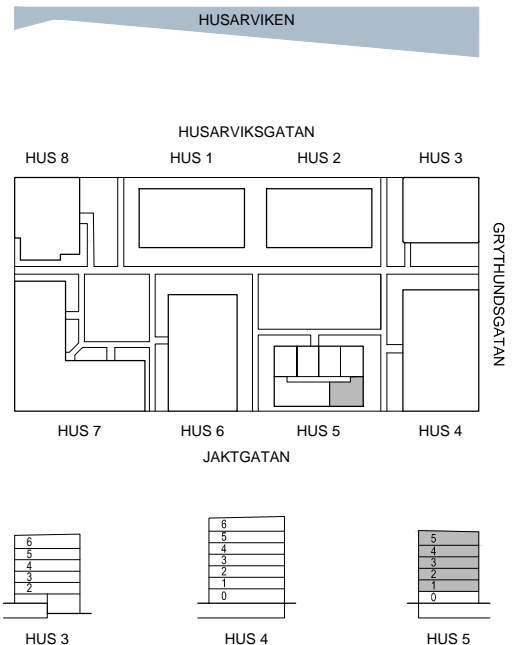 HUSARVIKEN
HUSARVIKSGATAN
HUS 8 HUS 1 HUS 2 HUS 3
GRYTHUNDSGATAN
HUS 7 HUS 6 HUS 5 HUS 4
JAKTGATAN
6
5
4
3
2
HUS 3
6
5
4
3
2
1
0
HUS 4
5
4
3
2
1
0
HUS 5